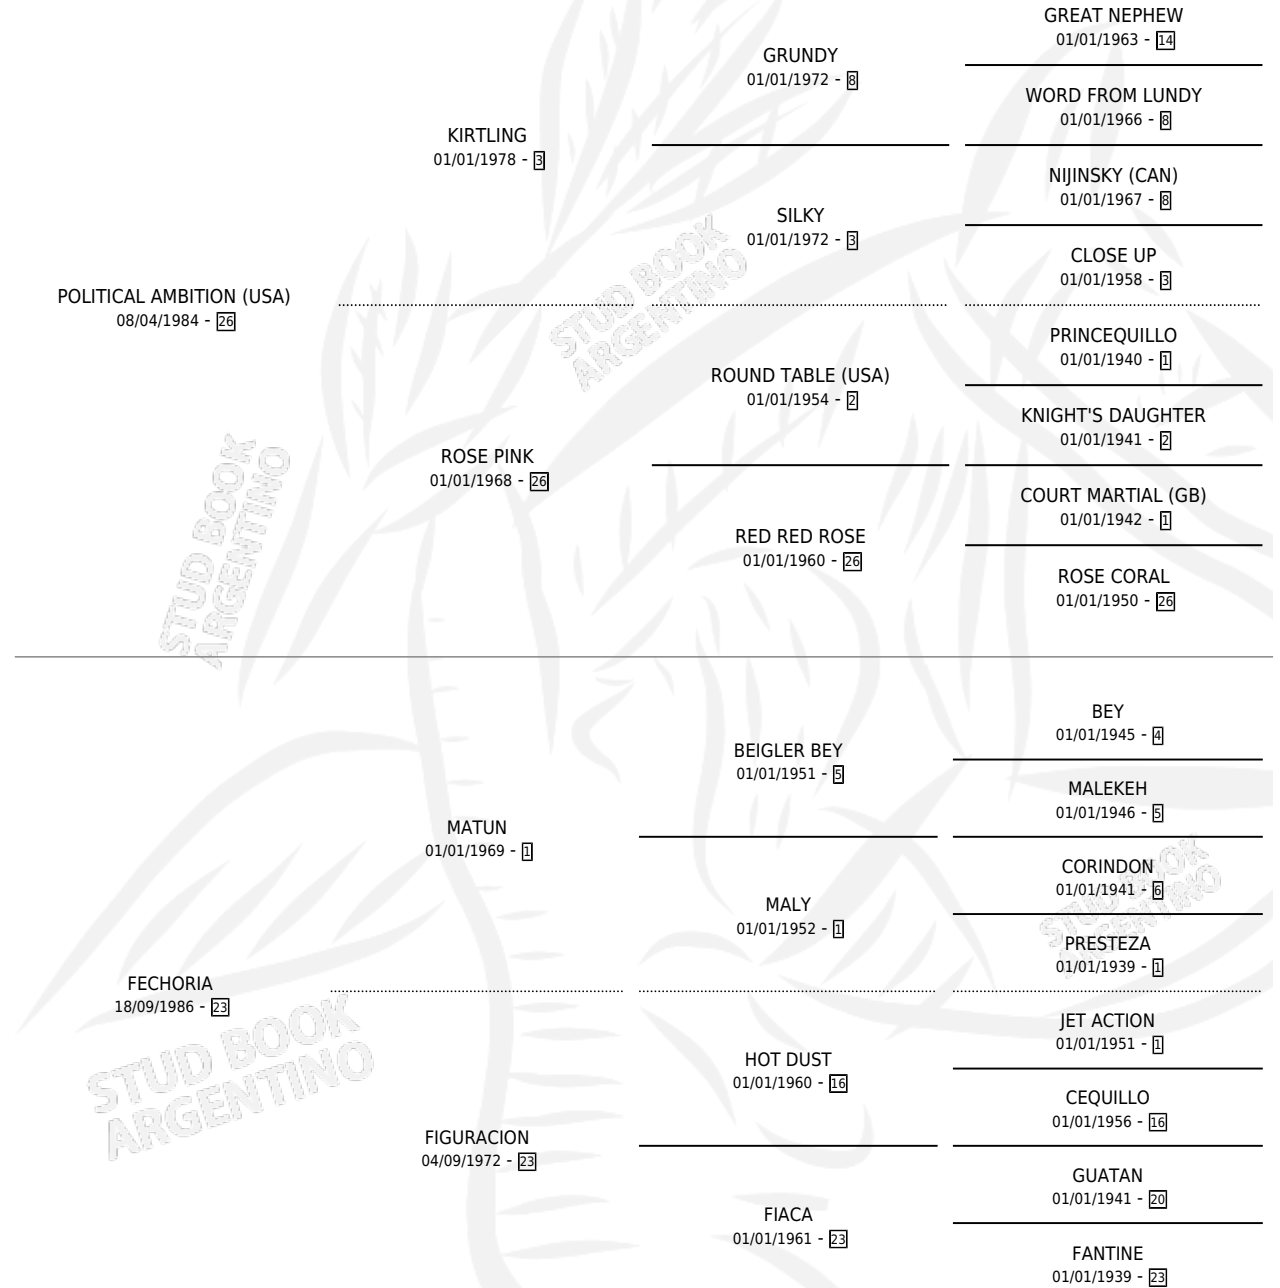 GREAT NEPHEW
01/01/1963 - 14
GRUNDY
01/01/1972 - 8
WORD FROM LUNDY
01/01/1966 - 8
KIRTLING
01/01/1978 - 3
NIJINSKY (CAN)
01/01/1967 - 8
SILKY
01/01/1972 - 3
CLOSE UP
01/01/1958 - 3
POLITICAL AMBITION (USA)
08/04/1984 - 26
PRINCEQUILLO
01/01/1940 - 1
ROUND TABLE (USA)
01/01/1954 - 2
KNIGHT'S DAUGHTER
01/01/1941 - 2
ROSE PINK
01/01/1968 - 26
COURT MARTIAL (GB)
01/01/1942 - 1
RED RED ROSE
01/01/1960 - 26
ROSE CORAL
01/01/1950 - 26
STUD BOOK
ARGENTINO
STUD BOOK
ARGENTINO
BEY
01/01/1945 - 4
BEIGLER BEY
01/01/1951 - 5
MALEKEH
01/01/1946 - 5
MATUN
01/01/1969 - 1
CORINDON
01/01/1941 - 6
MALY
01/01/1952 - 1
PRESTEZA
01/01/1939 - 1
FECHORIA
18/09/1986 - 23
JET ACTION
01/01/1951 - 1
HOT DUST
01/01/1960 - 16
CEQUILLO
01/01/1956 - 16
FIGURACION
04/09/1972 - 23
GUATAN
01/01/1941 - 20
FIACA
01/01/1961 - 23
FANTINE
01/01/1939 - 23
STUD BOOK
ARGENTINO
STUD BOOK
ARGENTINO